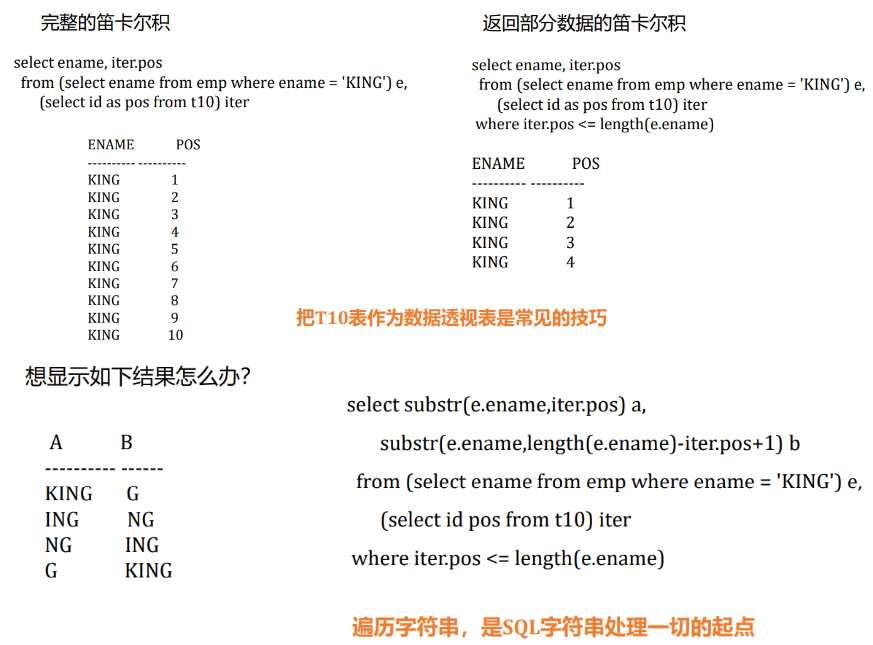 完整的笛卡尔积
select ename, iter.pos
from (select ename from emp where ename = 'KING') e,
(select id as pos from t10) iter
ENAME POS
---------- ----------
KING 1
KING 2
KING 3
KING 4
KING 5
KING 6
KING 7
KING 8
KING 9
KING 10
返回部分数据的笛卡尔积
select ename, iter.pos
from (select ename from emp where ename = 'KING') e,
(select id as pos from t10) iter
where iter.pos <= length(e.ename)
ENAME POS
---------- ----------
KING 1
KING 2
KING 3
KING 4
把T10表作为数据透视表是常见的技巧
想显示如下结果怎么办?
A B
---------- ------
KING G
ING NG
NG ING
G KING
select substr(e.ename,iter.pos) a,
substr(e.ename,length(e.ename)-iter.pos+1) b
from (select ename from emp where ename = 'KING') e,
(select id pos from t10) iter
where iter.pos <= length(e.ename)
遍历字符串，是SQL字符串处理一切的起点